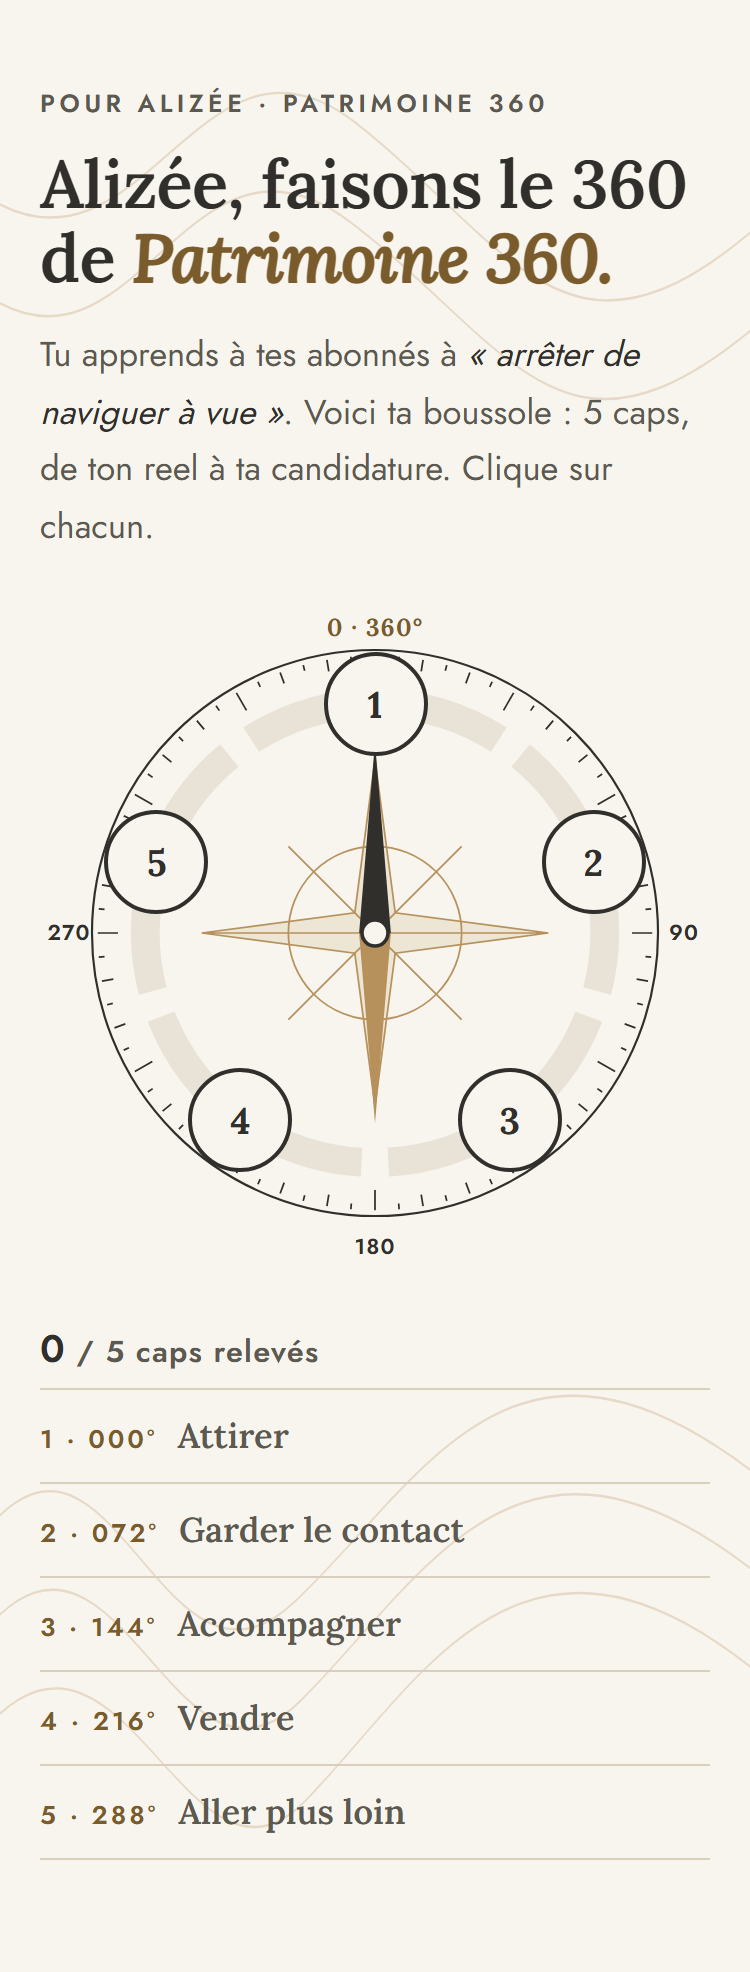 POUR ALIZÉE · PATRIMOINE 360
Alizée, faisons le 360
de Patrimoine 360.
Tu apprends à tes abonnés à « arrêter de
naviguer à vue ». Voici ta boussole : 5 caps,
de ton reel à ta candidature. Clique sur
chacun.
0 · 360°
1
5
2
270
90
4
3
180
0 / 5 caps relevés
1 · 000° Attirer
2 · 072° Garder le contact
3 · 144° Accompagner
4 · 216° Vendre
5 · 288° Aller plus loin